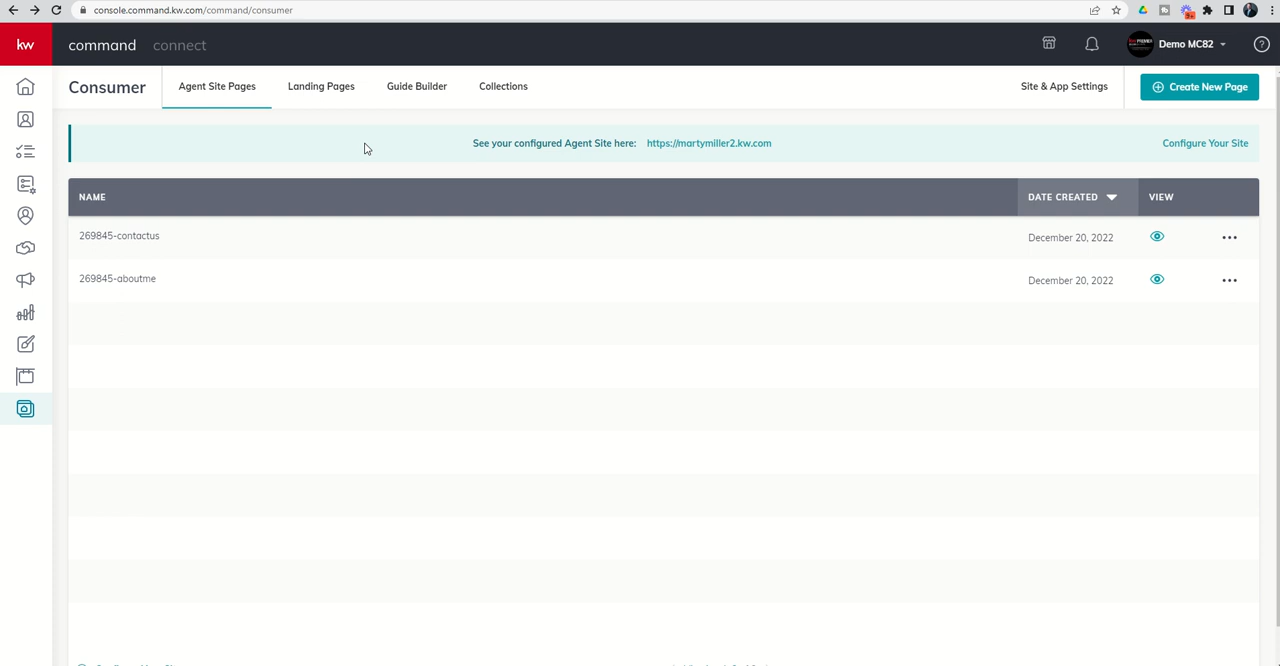 console.command.kw.com/command/consumer
9+
kw command connect Demo MC82
Consumer Agent Site Pages Landing Pages Guide Builder Collections Site & App Settings Create New Page
See your configured Agent Site here: https://martymiller2.kw.com Configure Your Site
NAME DATE CREATED VIEW
269845-contactus December 20, 2022
269845-aboutme December 20, 2022